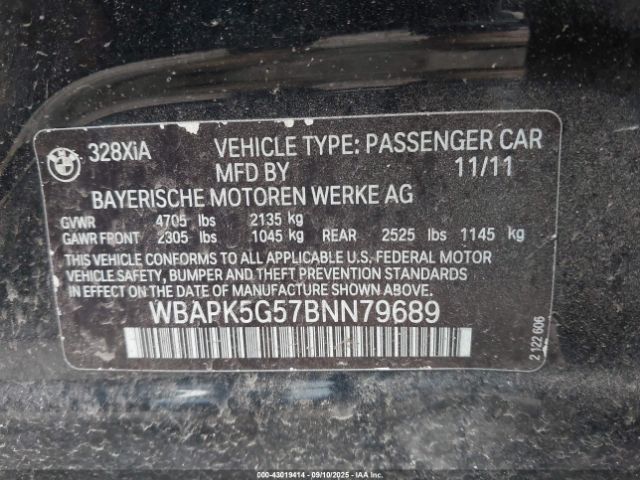 328XiA VEHICLE TYPE: PASSENGER CAR
MFD BY 11/11
BAYERISCHE MOTOREN WERKE AG
GVWR 4705 lbs 2135 kg
GAWR FRONT 2305 lbs 1045 kg REAR 2525 lbs 1145 kg
THIS VEHICLE CONFORMS TO ALL APPLICABLE U.S. FEDERAL MOTOR
VEHICLE SAFETY, BUMPER AND THEFT PREVENTION STANDARDS
IN EFFECT ON THE DATE OF MANUFACTURE SHOWN ABOVE.
WBAPK5G57BNN79689
2 122 606
© - 43019414 - 09/10/2025 - IAA Inc.